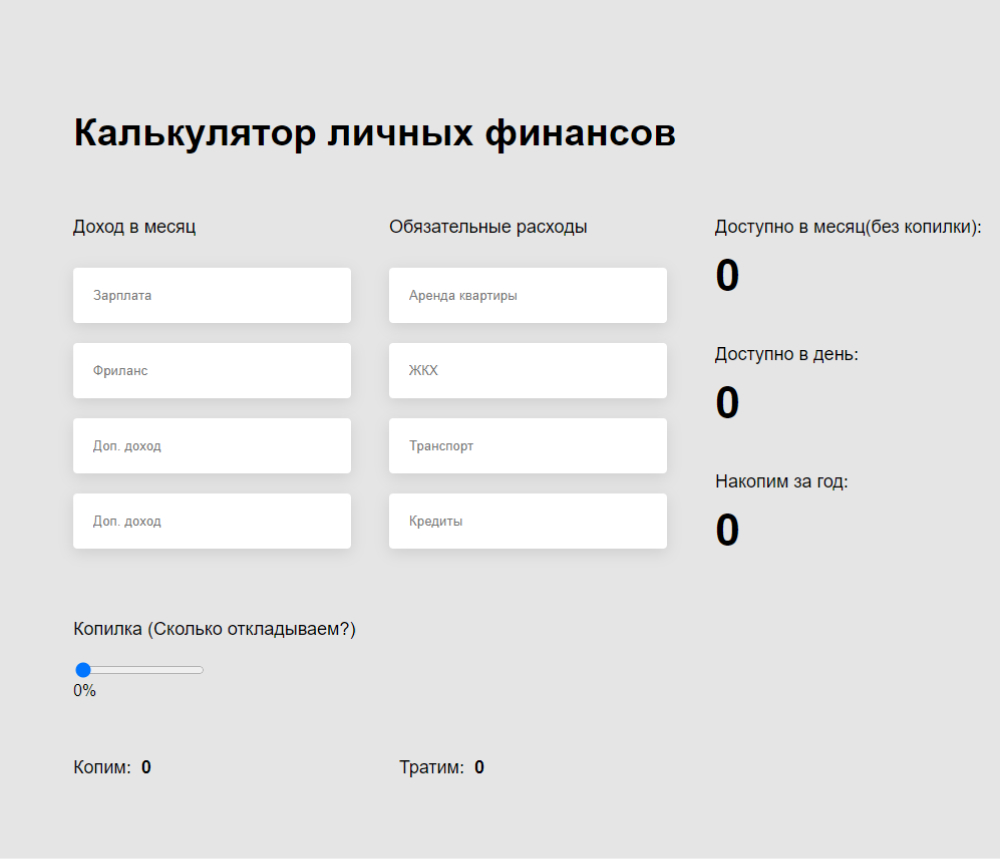 Калькулятор личных финансов
Доход в месяц
Зарплата
Фриланс
Доп. доход
Доп. доход
Обязательные расходы
Аренда квартиры
ЖКХ
Транспорт
Кредиты
Доступно в месяц(без копилки):
0
Доступно в день:
0
Накопим за год:
0
Копилка (Сколько откладываем?)
0%
Копим: 0
Тратим: 0